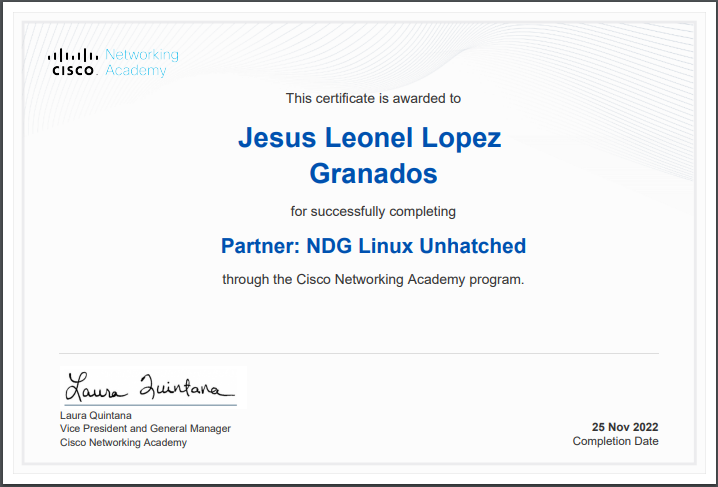 Networking
CISCO Academy
This certificate is awarded to
Jesus Leonel Lopez
Granados
for successfully completing
Partner: NDG Linux Unhatched
through the Cisco Networking Academy program.
Laura Quintana
Laura Quintana
Vice President and General Manager
Cisco Networking Academy
25 Nov 2022
Completion Date